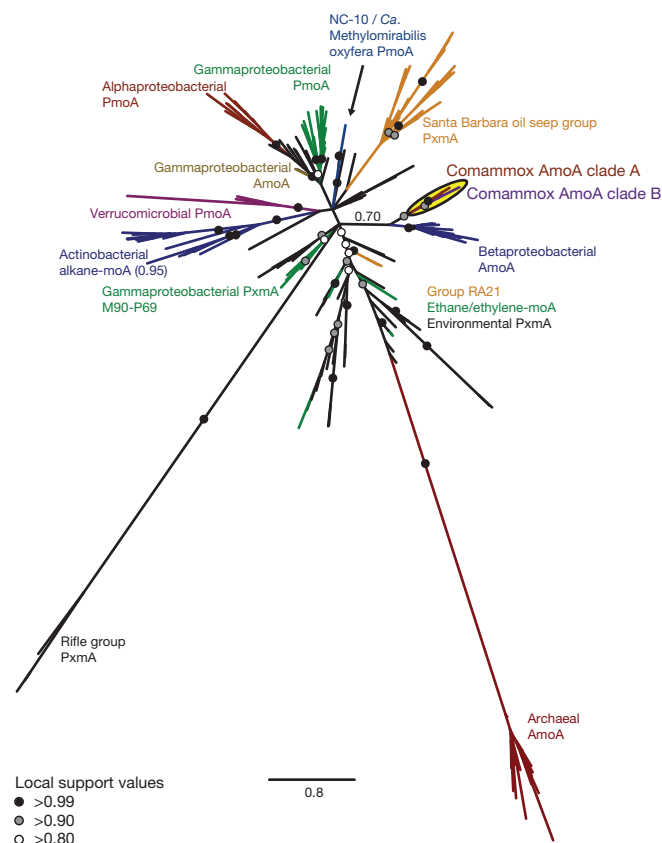 NC-10 / Ca.
Methylomirabilis
oxyfera PmoA
Gammaproteobacterial
PmoA
Alphaproteobacterial
PmoA
Santa Barbara oil seep group
PxmA
Gammaproteobacterial
AmoA
Comammox AmoA clade A
Comammox AmoA clade B
Verrucomicrobial PmoA
0.70
Actinobacterial
alkane-moA (0.95)
Betaproteobacterial
AmoA
Gammaproteobacterial PxmA
M90-P69
Group RA21
Ethane/ethylene-moA
Environmental PxmA
Rifle group
PxmA
Archaeal
AmoA
Local support values
>0.99
>0.90
>0.80
0.8